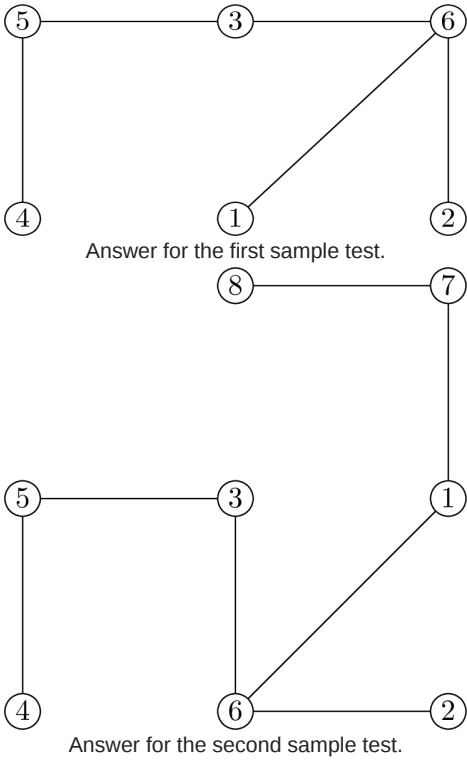 5 3 6
4 1 2
Answer for the first sample test.
8 7
5 3 1
4 6 2
Answer for the second sample test.